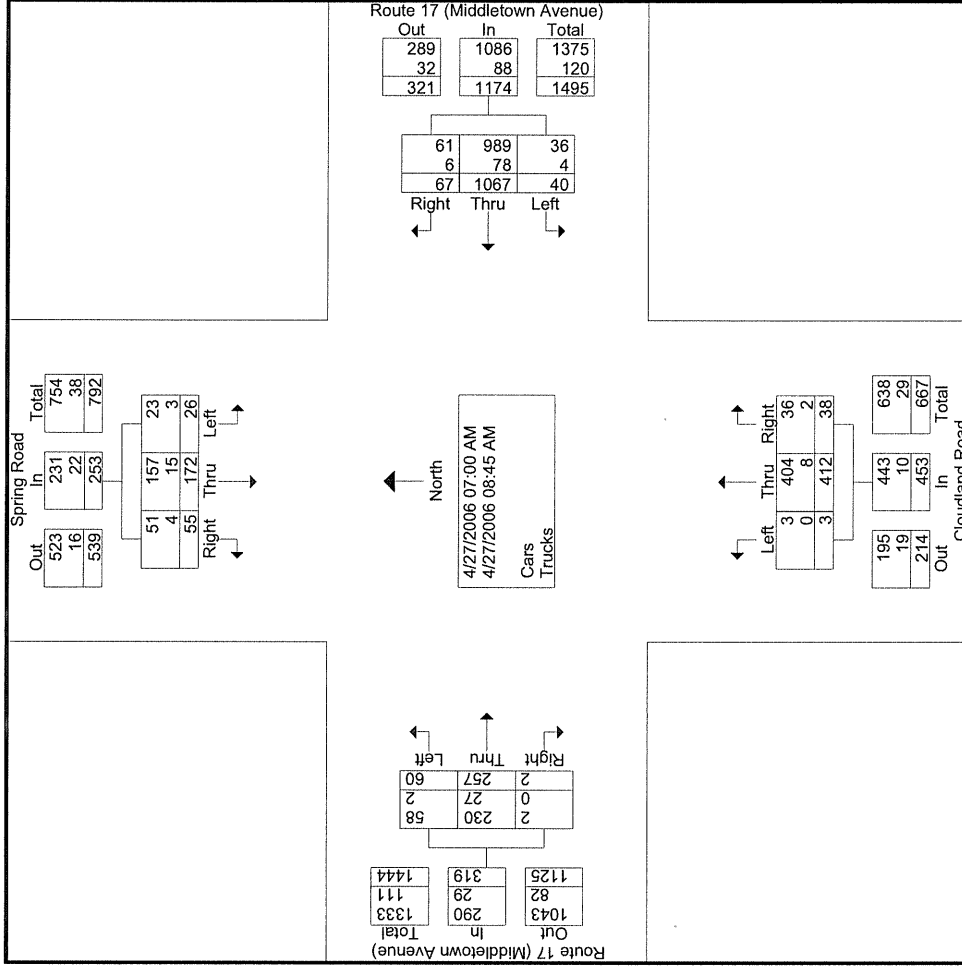 Route 17 (Middletown Avenue)
Out In Total
289 1086 1375
32 88 120
321 1174 1495
61 989 36
6 78 4
67 1067 40
Right Thru Left
Spring Road
Out In Total
523 231 754
16 22 38
539 253 792
51 157 23
4 15 3
55 172 26
Right Thru Left
North
4/27/2006 07:00 AM
4/27/2006 08:45 AM
Cars
Trucks
Left Thru Right
3 404 36
0 8 2
3 412 38
195 443 638
19 10 29
214 453 667
Out In Total
Cloudland Road
Left Thru Right
60 257 2
2 27 0
58 230 2
1444 319 1125
111 29 82
1333 290 1043
Total In Out
Route 17 (Middletown Avenue)